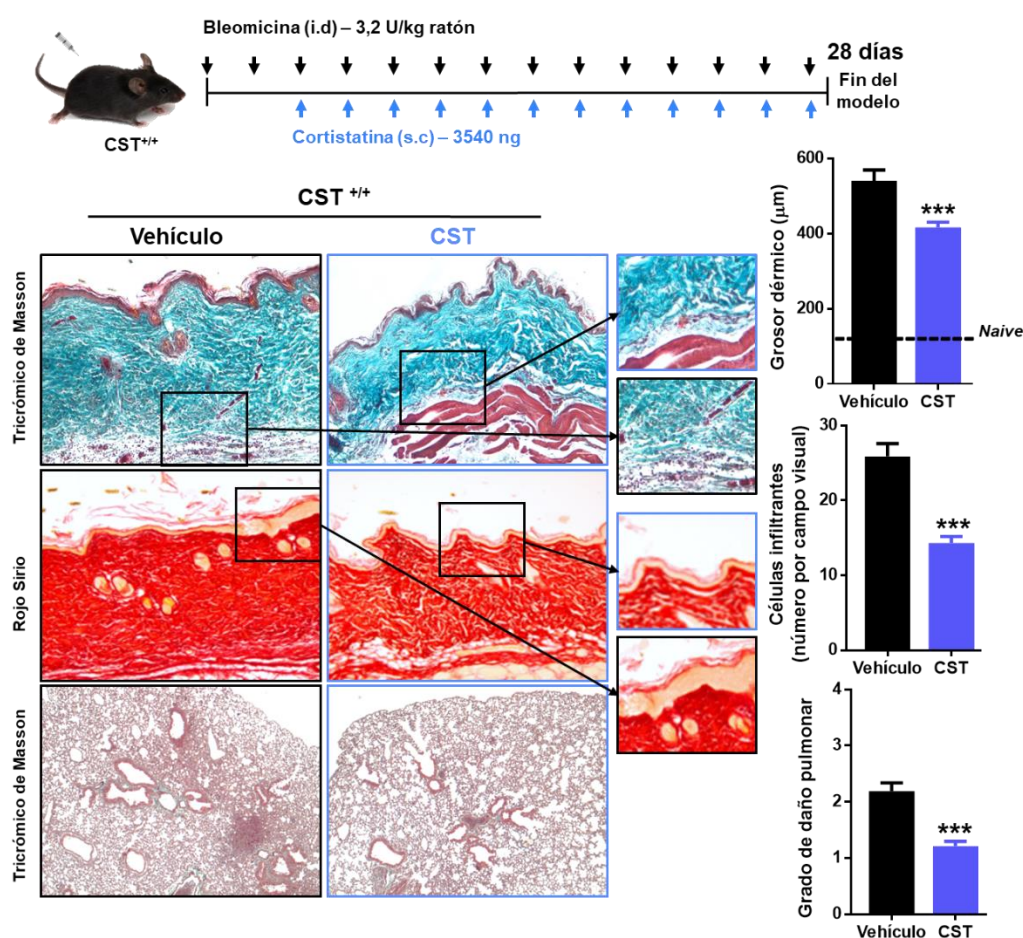 Bleomicina (i.d) – 3,2 U/kg ratón
28 días
Fin del
modelo
CST+/+
Cortistatina (s.c) – 3540 ng
CST +/+
Vehículo
CST
Tricrómico de Masson
Rojo Sirio
Tricrómico de Masson
Grosor dérmico (μm)
600
400
200
0
***
Naive
Vehículo
CST
Células infiltrantes
(número por campo visual)
30
20
10
0
***
Vehículo
CST
Grado de daño pulmonar
4
3
2
1
0
***
Vehículo
CST